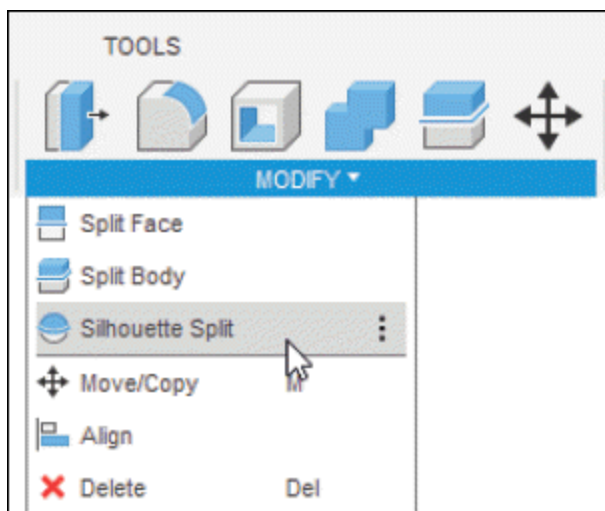 TOOLS
MODIFY
Split Face
Split Body
Silhouette Split
Move/Copy M
Align
Delete Del